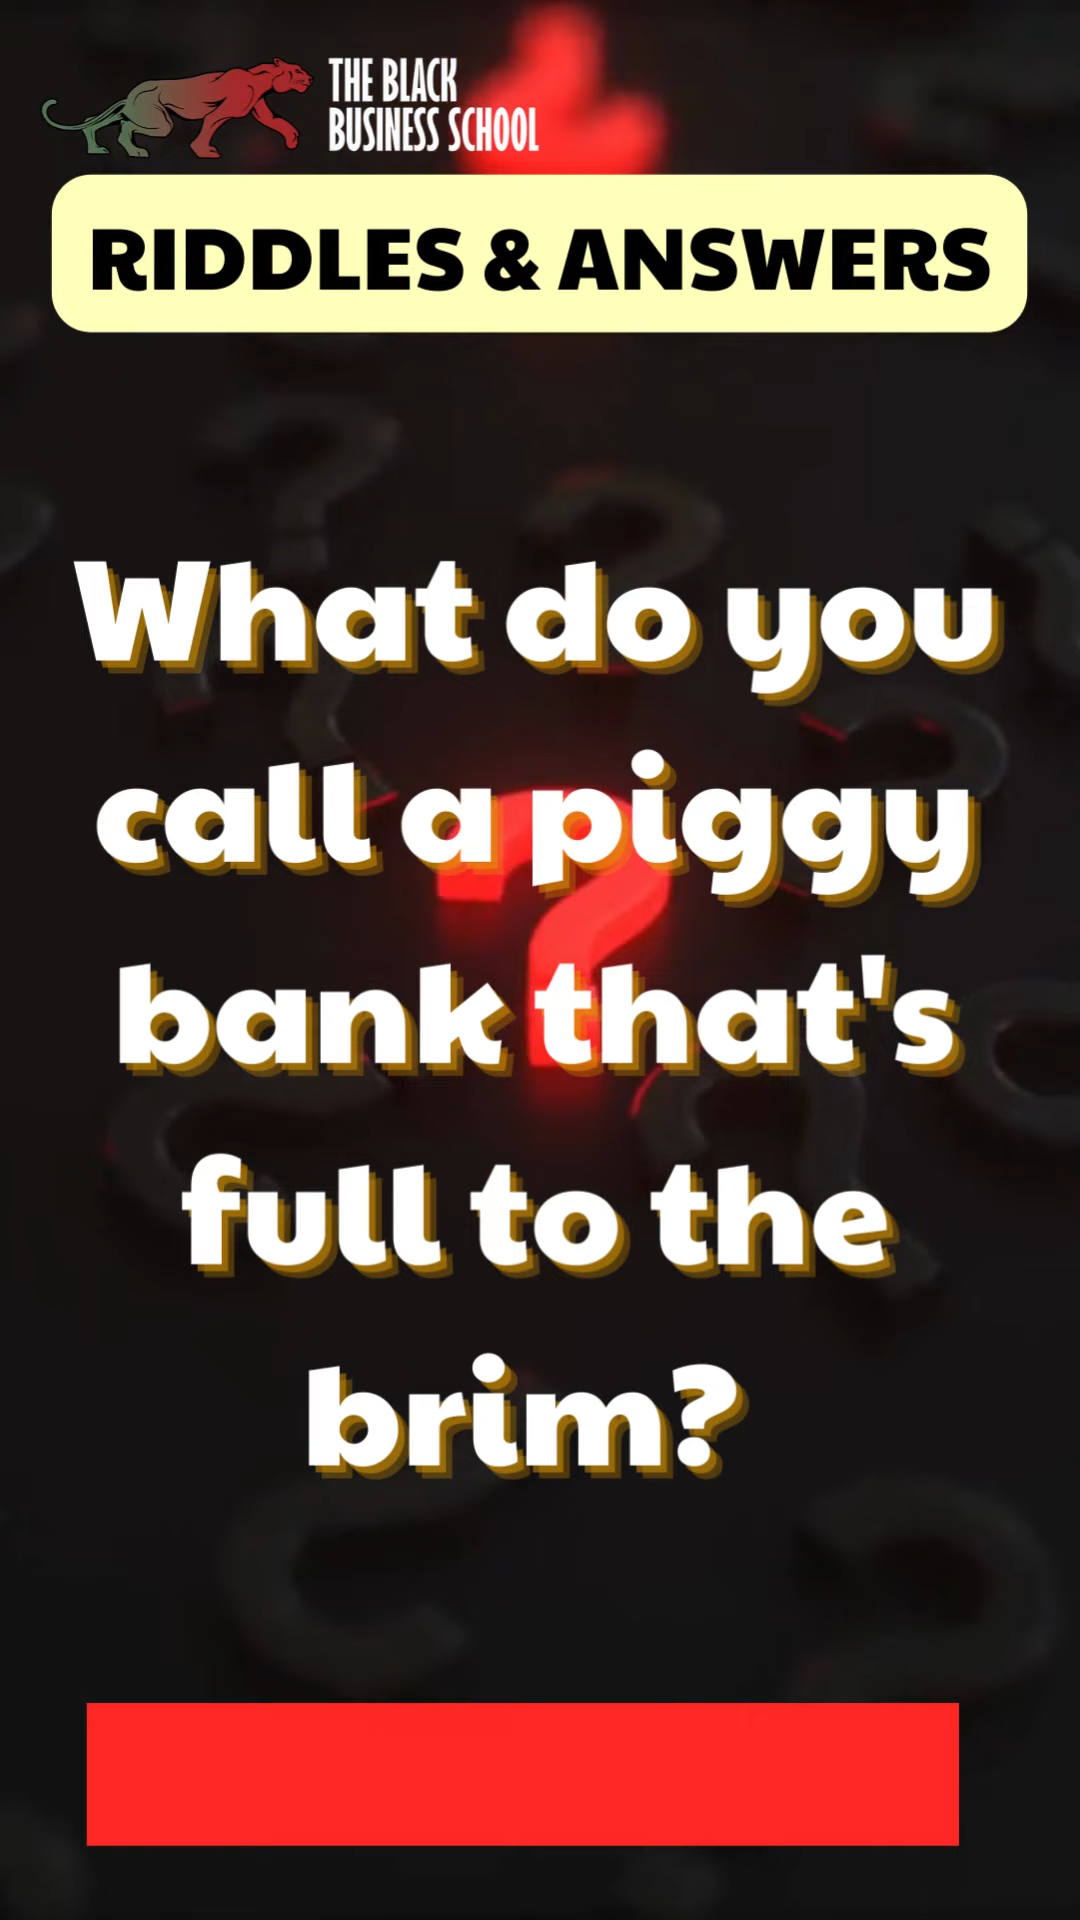 THE BLACK
BUSINESS SCHOOL
RIDDLES & ANSWERS
What do you
call a piggy
bank that's
full to the
brim?